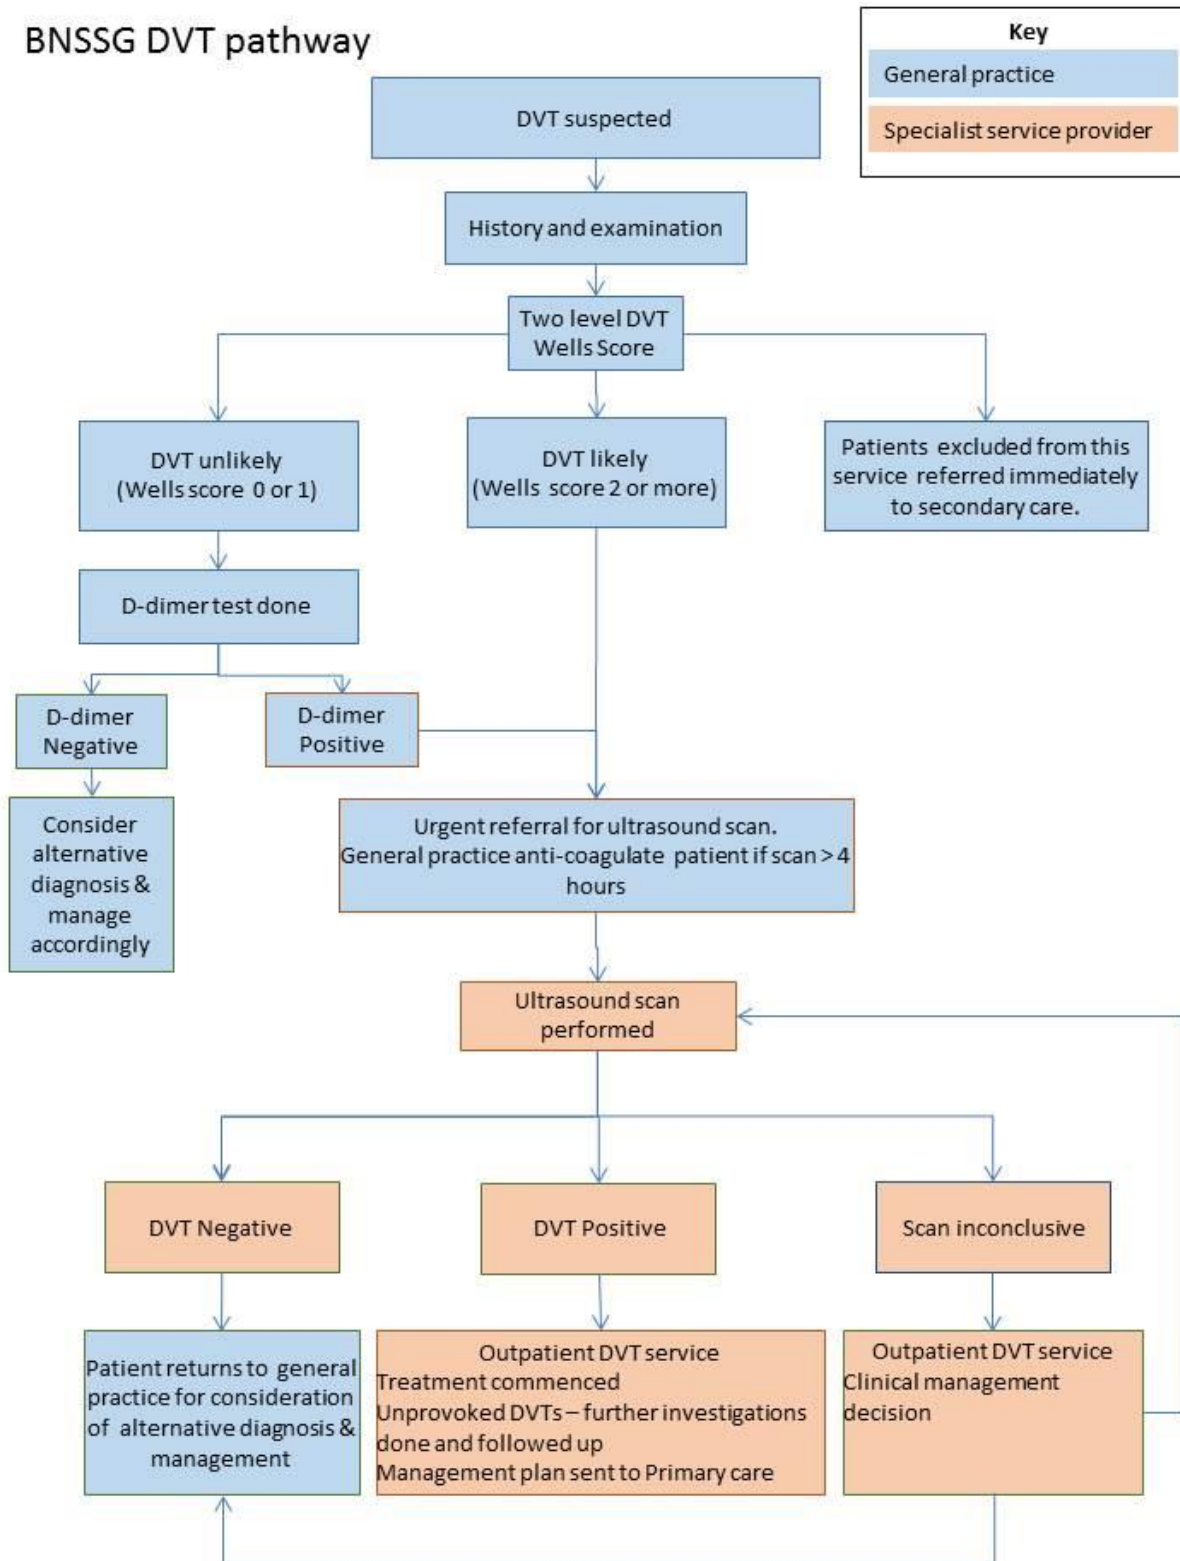 BNSSG DVT pathway
Key
General practice
Specialist service provider
DVT suspected
History and examination
Two level DVT
Wells Score
DVT unlikely
(Wells score 0 or 1)
DVT likely
(Wells score 2 or more)
Patients excluded from this
service referred immediately
to secondary care.
D-dimer test done
D-dimer
Negative
D-dimer
Positive
Consider
alternative
diagnosis &
manage
accordingly
Urgent referral for ultrasound scan.
General practice anti-coagulate patient if scan > 4
hours
Ultrasound scan
performed
DVT Negative
DVT Positive
Scan inconclusive
Patient returns to general
practice for consideration
of alternative diagnosis &
management
Outpatient DVT service
Treatment commenced
Unprovoked DVTs – further investigations
done and followed up
Management plan sent to Primary care
Outpatient DVT service
Clinical management
decision